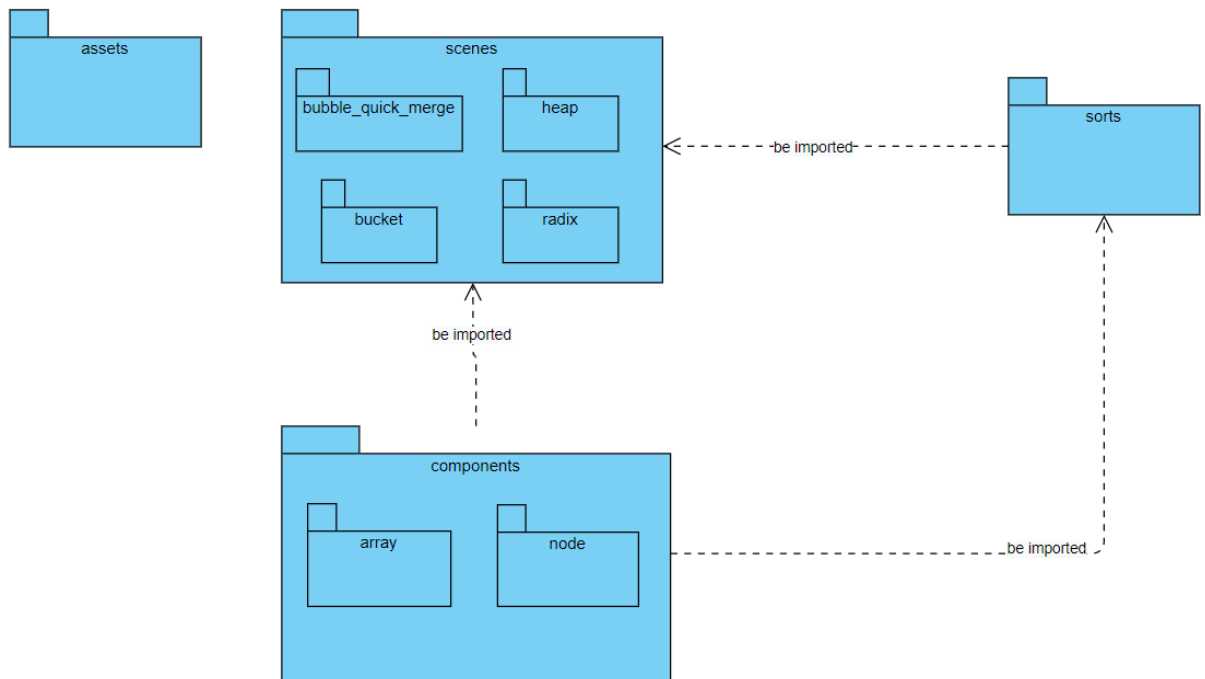 assets
scenes
bubble_quick_merge
heap
sorts
be imported
bucket
radix
be imported
components
array
node
be imported